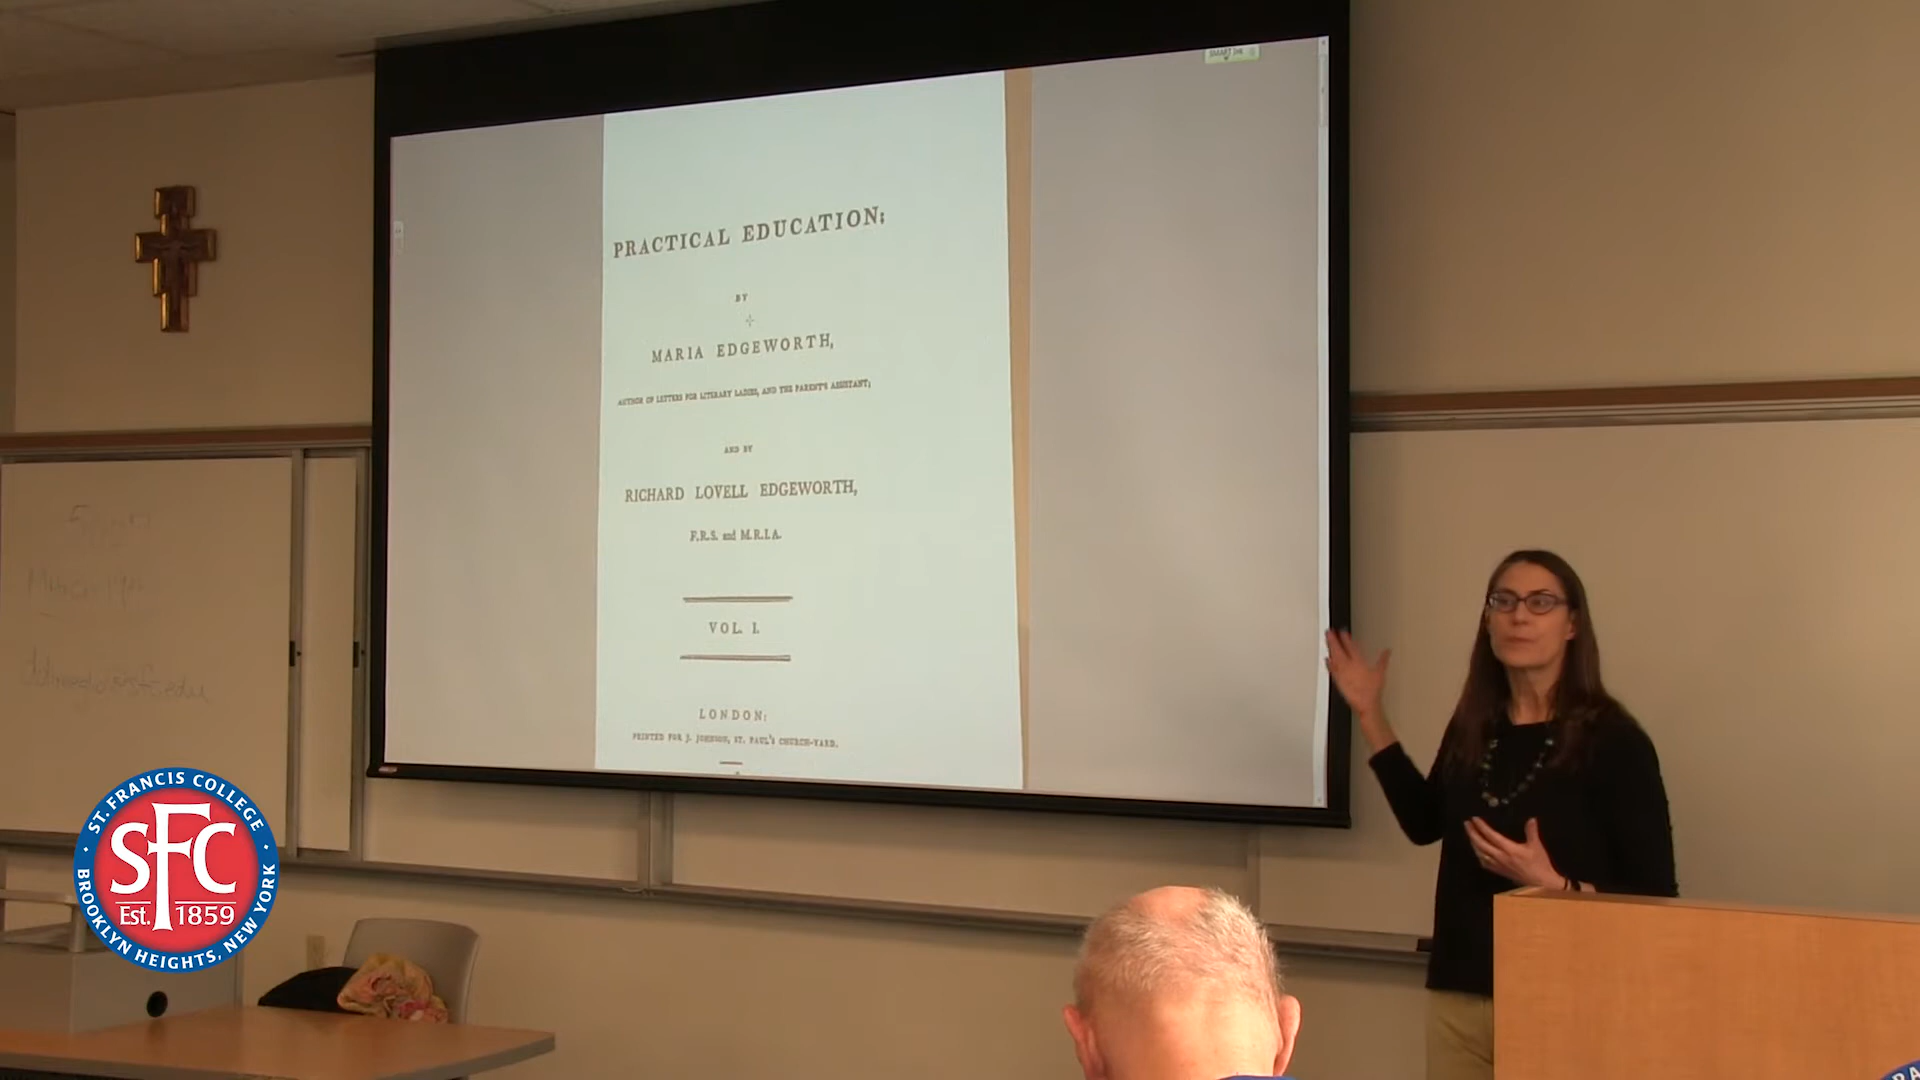 SMART Ink
PRACTICAL EDUCATION:
BY
MARIA EDGEWORTH,
AUTHOR OF LETTERS FOR LITERARY LADIES, AND THE PARENT'S ASSISTANT;
AND BY
RICHARD LOVELL EDGEWORTH,
F.R.S. and M.R.I.A.
VOL. I.
LONDON:
PRINTED FOR J. JOHNSON, ST. PAUL'S CHURCH-YARD.
ST. FRANCIS COLLEGE
SFC
Est. 1859
BROOKLYN HEIGHTS, NEW YORK